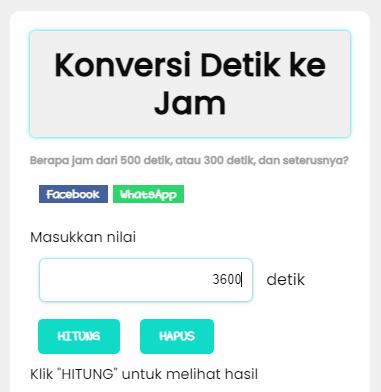 Konversi Detik ke
Jam
Berapa jam dari 500 detik, atau 300 detik, dan seterusnya?
Facebook WhatsApp
Masukkan nilai
3600 detik
HITUNG HAPUS
Klik "HITUNG" untuk melihat hasil